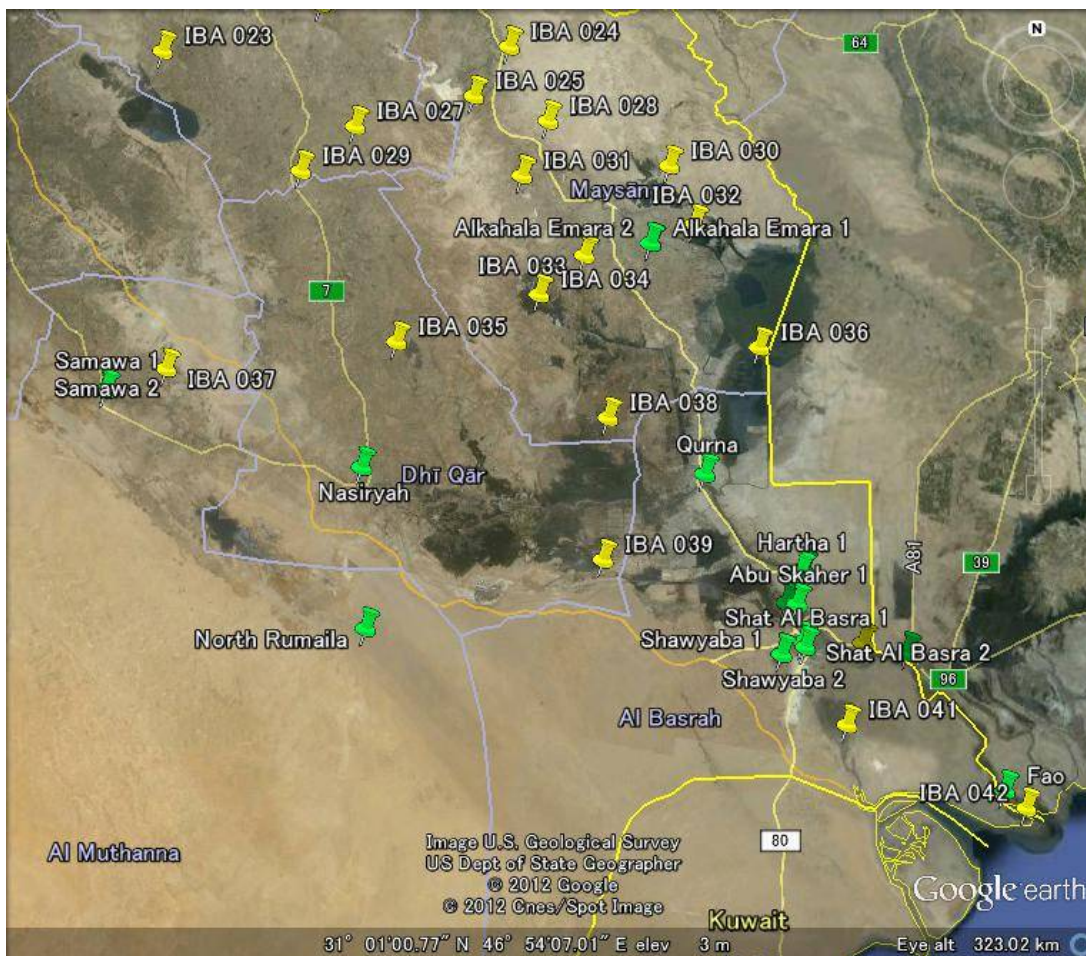 N
IBA 023
IBA 024
64
IBA 025
IBA 027
IBA 028
IBA 029
IBA 031
IBA 030
Maysān
IBA 032
Alkahala Emara 2
Alkahala Emara 1
IBA 033
IBA 034
7
IBA 035
IBA 036
Samawa 1
IBA 037
Samawa 2
IBA 038
Qurna
Dhī Qār
Nasiryah
IBA 039
Hartha 1
A81
39
Abu Skaher 1
Shat Al Basra 1
North Rumaila
Shawyaba 1
Shat Al Basra 2
Shawyaba 2
96
IBA 041
Al Basrah
Fao
IBA 042
Al Muthanna
Image U.S. Geological Survey
US Dept of State Geographer
© 2012 Google
© 2012 Cnes/Spot Image
80
Google earth
Kuwait
31° 01'00.77" N 46° 54'07.01" E elev 3 m
Eye alt 323.02 km